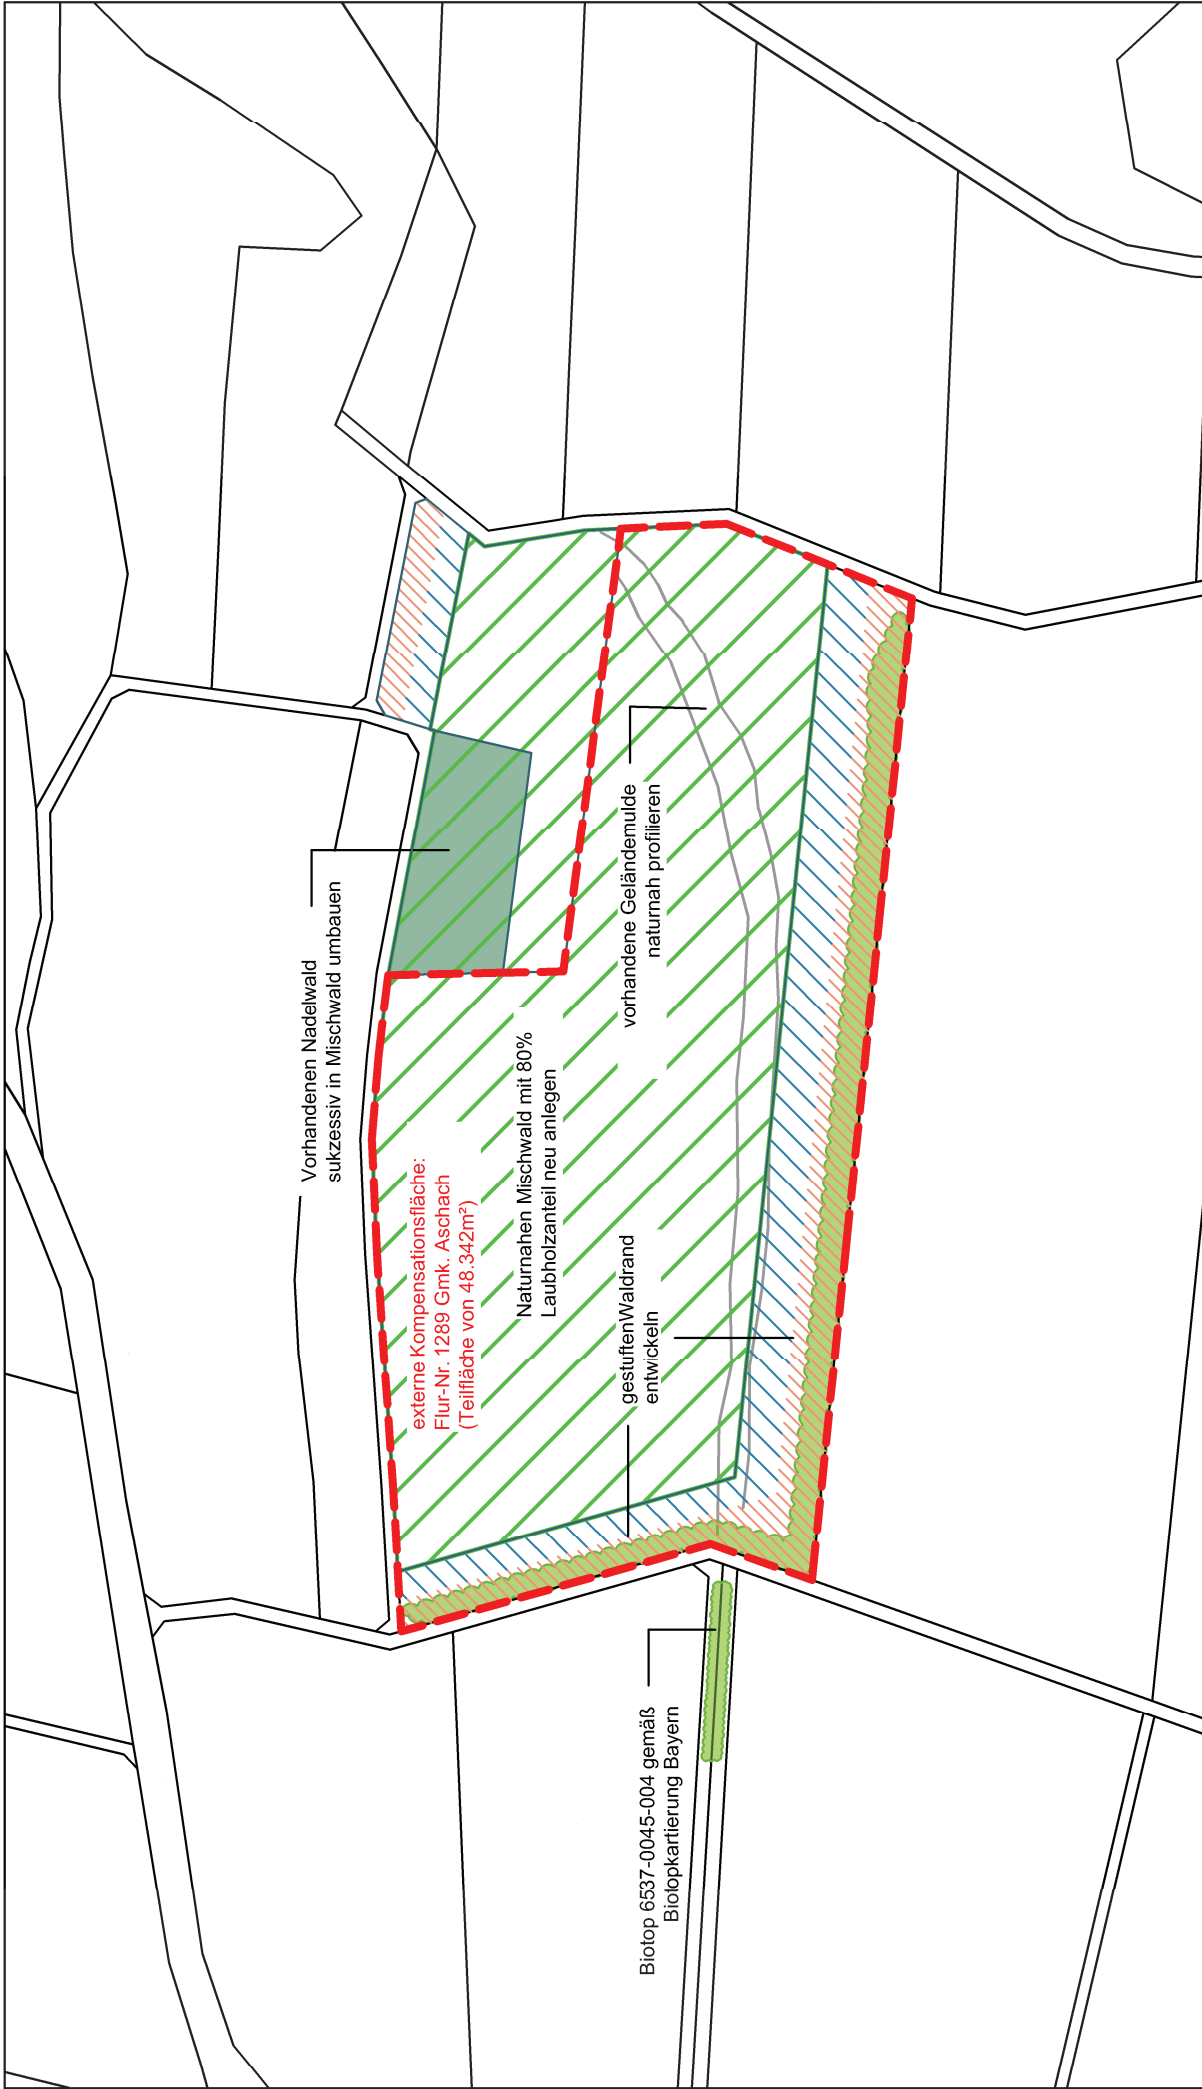 Vorhandenen Nadelwald
sukzessiv in Mischwald umbauen
externe Kompensationsfläche:
Flur-Nr. 1289 Gmk. Aschach
(Teilfläche von 48.342m²)
Naturnahen Mischwald mit 80%
Laubholzanteil neu anlegen
vorhandene Geländemulde
naturnah profilieren
gestuftenWaldrand
entwickeln
Biotop 6537-0045-004 gemäß
Biotopkartierung Bayern